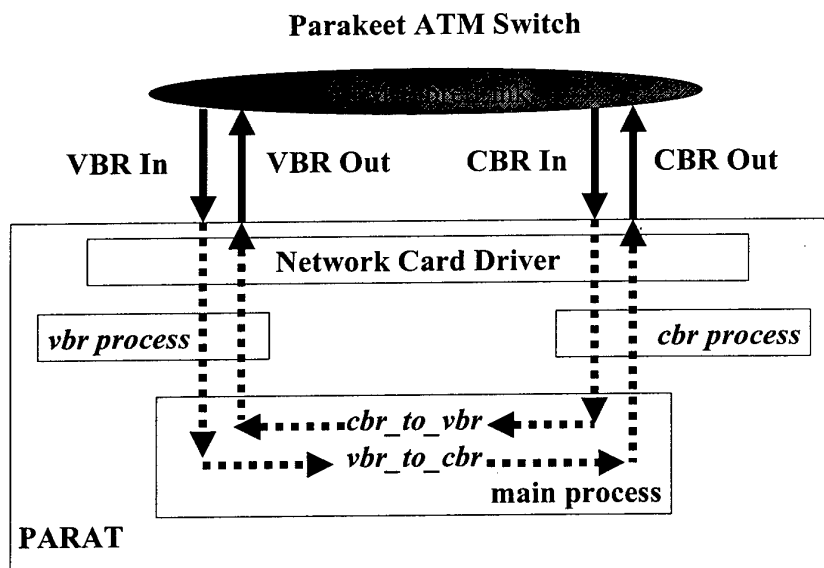 Parakeet ATM Switch
VBR In
VBR Out
CBR In
CBR Out
Network Card Driver
vbr process
cbr process
cbr_to_vbr
vbr_to_cbr
main process
PARAT